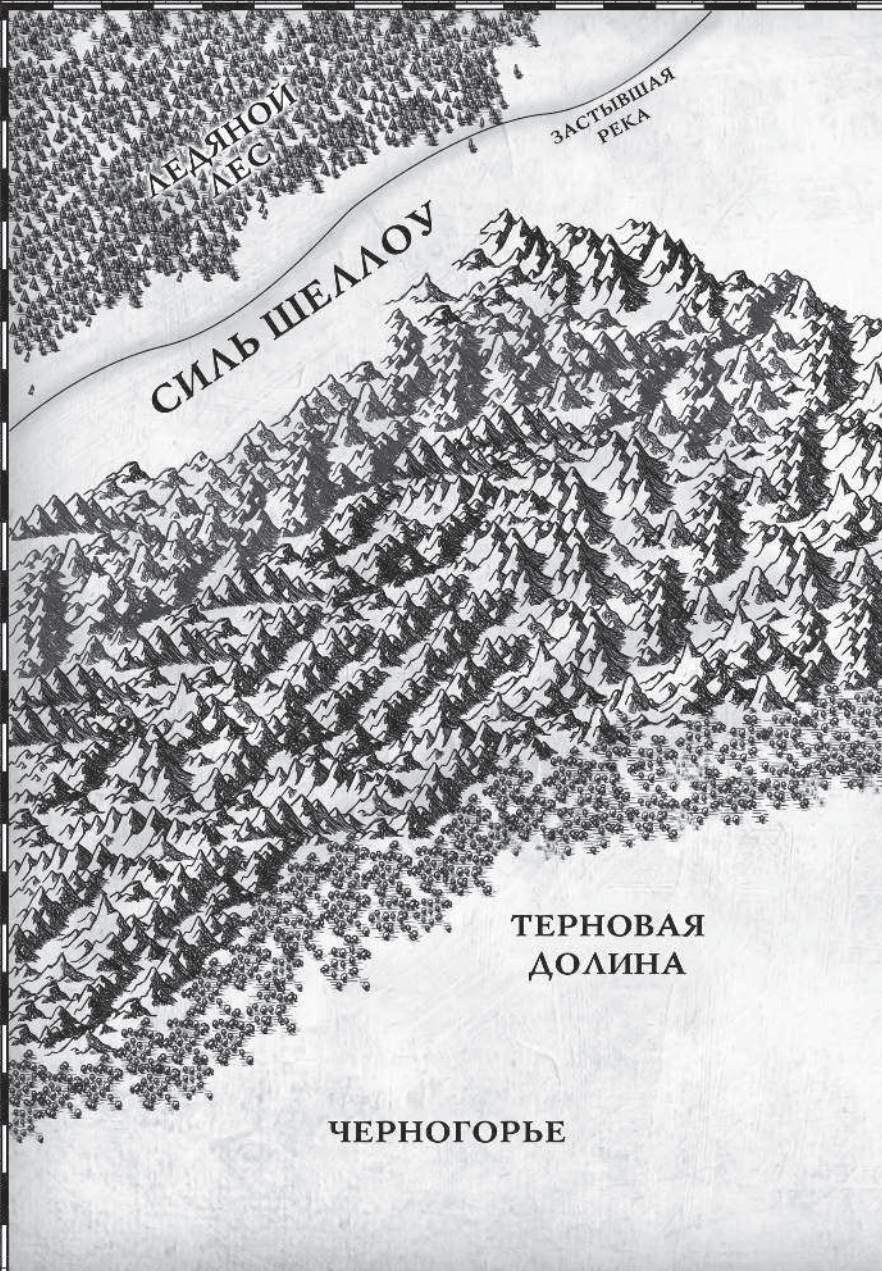 ЛЕДЯНОЙ
ЛЕС
ЗАСТЫВШАЯ
РЕКА
СИЛЬ ШЕЛЛОУ
ТЕРНОВАЯ
ДОЛИНА
ЧЕРНОГОРЬЕ